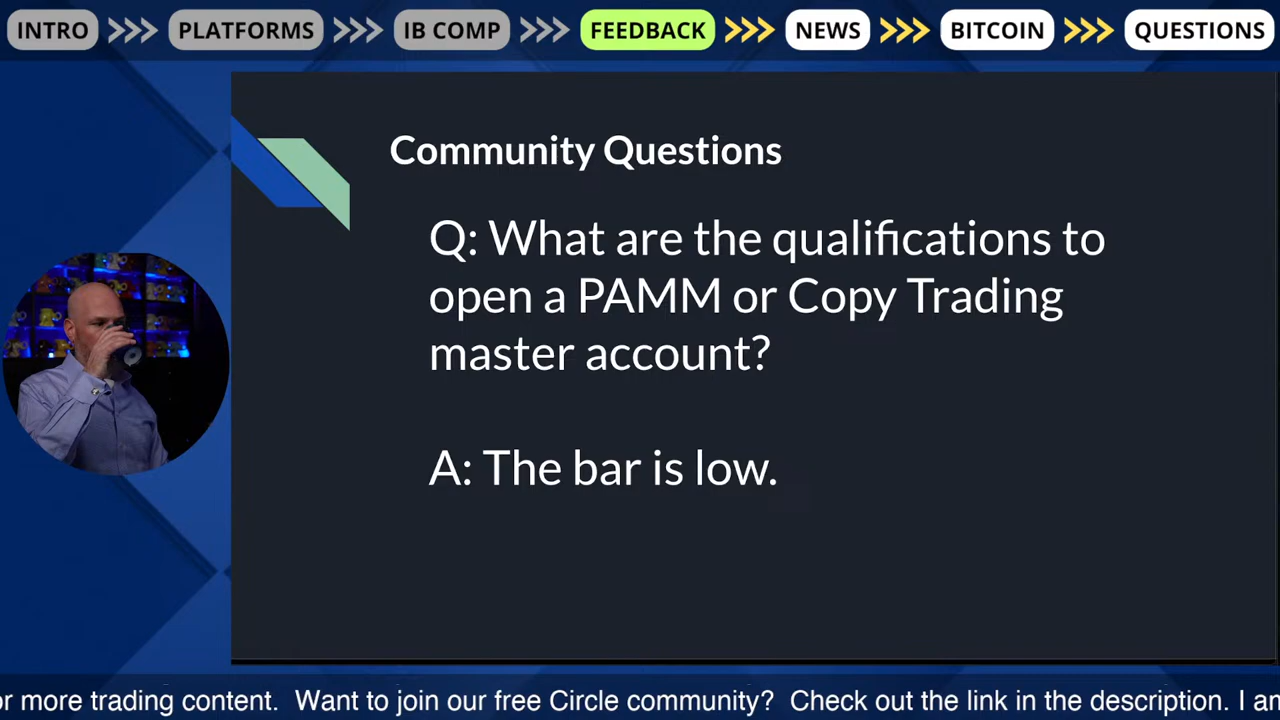 INTRO >>> PLATFORMS >>> IB COMP >>> FEEDBACK >>> NEWS >>> BITCOIN >>> QUESTIONS
Community Questions
Q: What are the qualifications to
open a PAMM or Copy Trading
master account?
A: The bar is low.
or more trading content. Want to join our free Circle community? Check out the link in the description. I